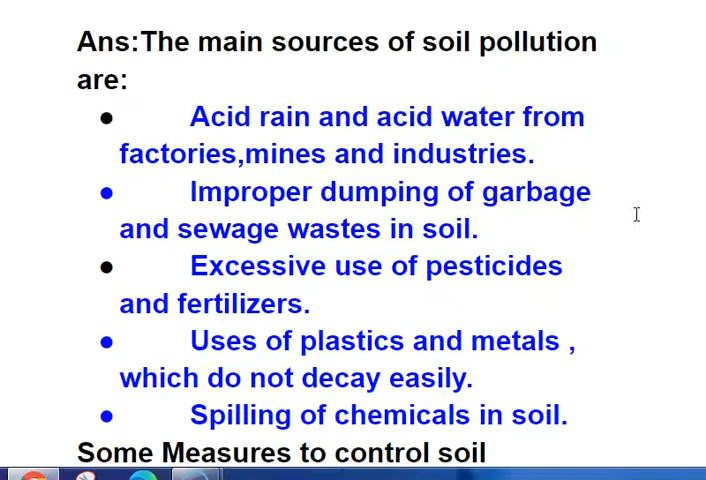 Ans:The main sources of soil pollution
are:
● Acid rain and acid water from
factories,mines and industries.
● Improper dumping of garbage
and sewage wastes in soil.
● Excessive use of pesticides
and fertilizers.
● Uses of plastics and metals ,
which do not decay easily.
● Spilling of chemicals in soil.
Some Measures to control soil